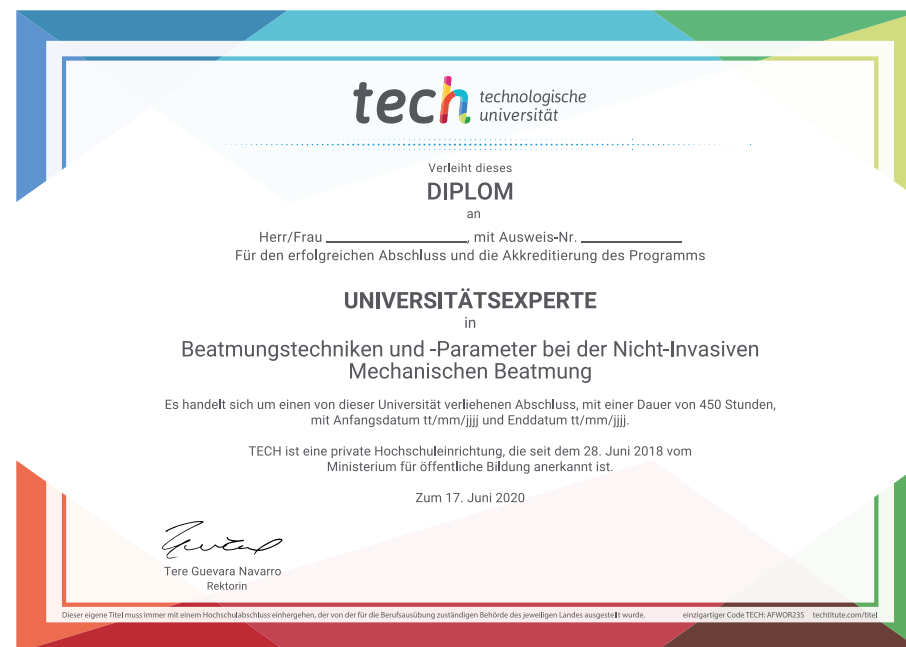 tech technologische
universität
Verleiht dieses
DIPLOM
an
Herr/Frau ____________, mit Ausweis-Nr. ____________
Für den erfolgreichen Abschluss und die Akkreditierung des Programms
UNIVERSITÄTSEXPERTE
in
Beatmungstechniken und -Parameter bei der Nicht-Invasiven
Mechanischen Beatmung
Es handelt sich um einen von dieser Universität verliehenen Abschluss, mit einer Dauer von 450 Stunden,
mit Anfangsdatum tt/mm/jjjj und Enddatum tt/mm/jjjj.
TECH ist eine private Hochschuleinrichtung, die seit dem 28. Juni 2018 vom
Ministerium für öffentliche Bildung anerkannt ist.
Zum 17. Juni 2020
Tere Guevara Navarro
Rektorin
Dieser eigene Titel muss immer mit einem Hochschulabschluss einhergehen, der von der für die Berufsausübung zuständigen Behörde des jeweiligen Landes ausgestellt wurde. einzigartiger Code TECH: AFWOR23S techtitute.com/titel